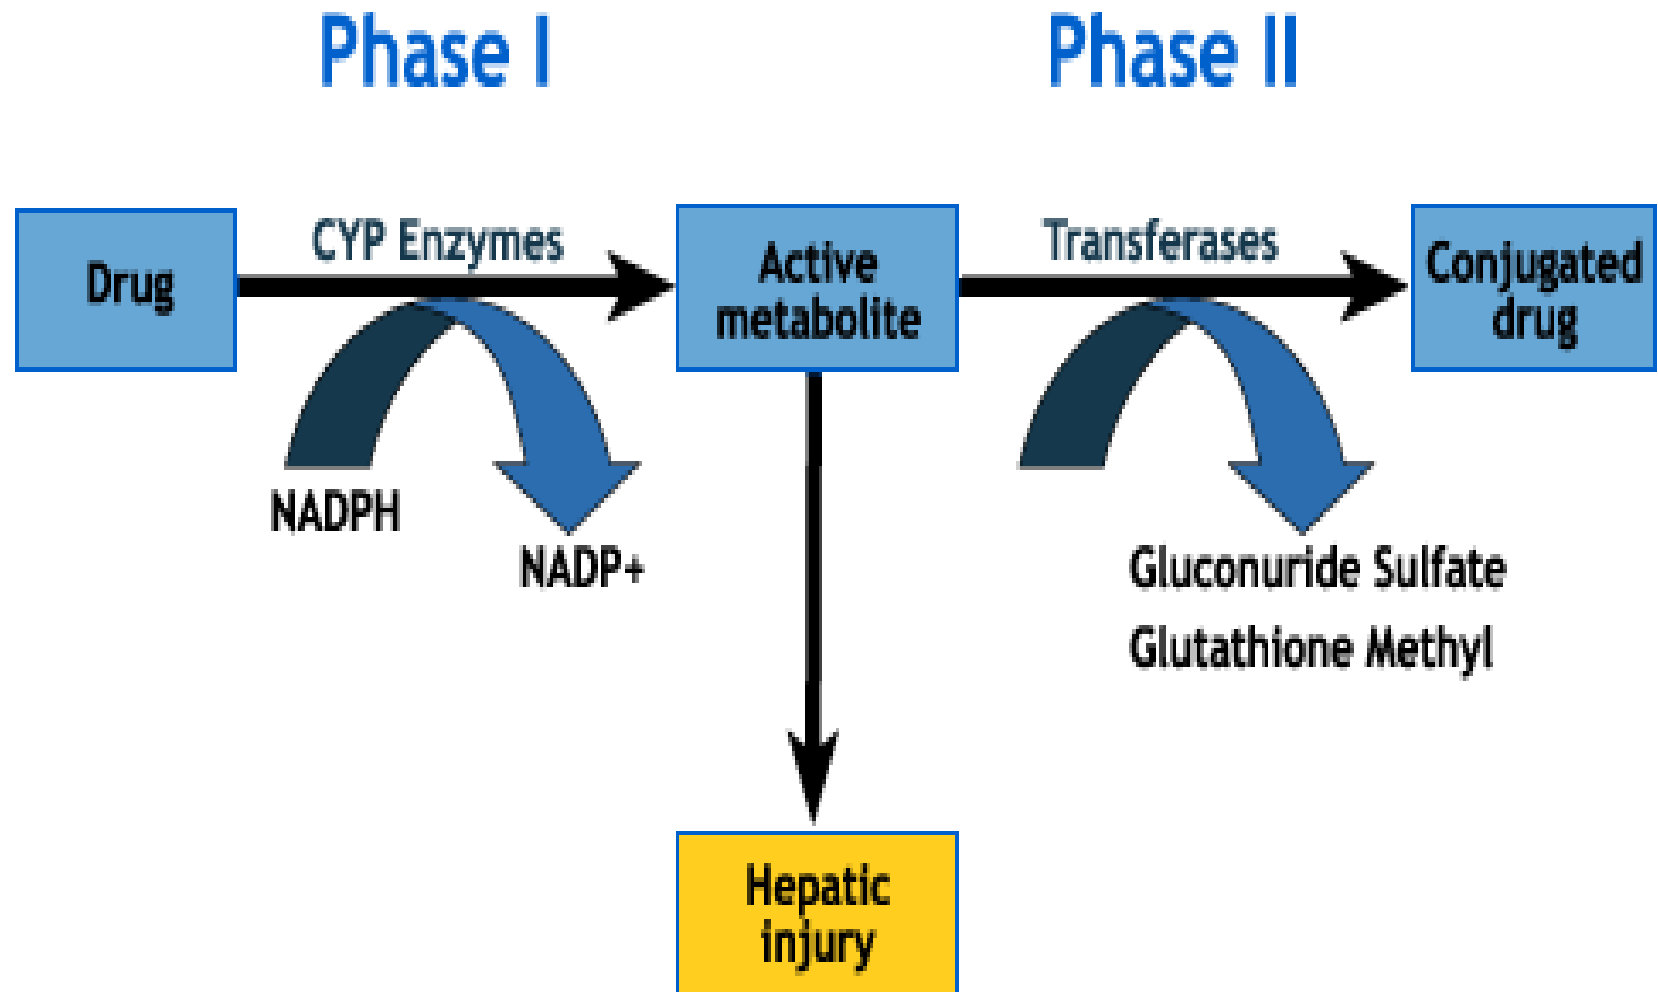 Phase I
Phase II
Drug
CYP Enzymes
Active
metabolite
Transferases
Conjugated
drug
NADPH
NADP+
Gluconuride Sulfate
Glutathione Methyl
Hepatic
injury